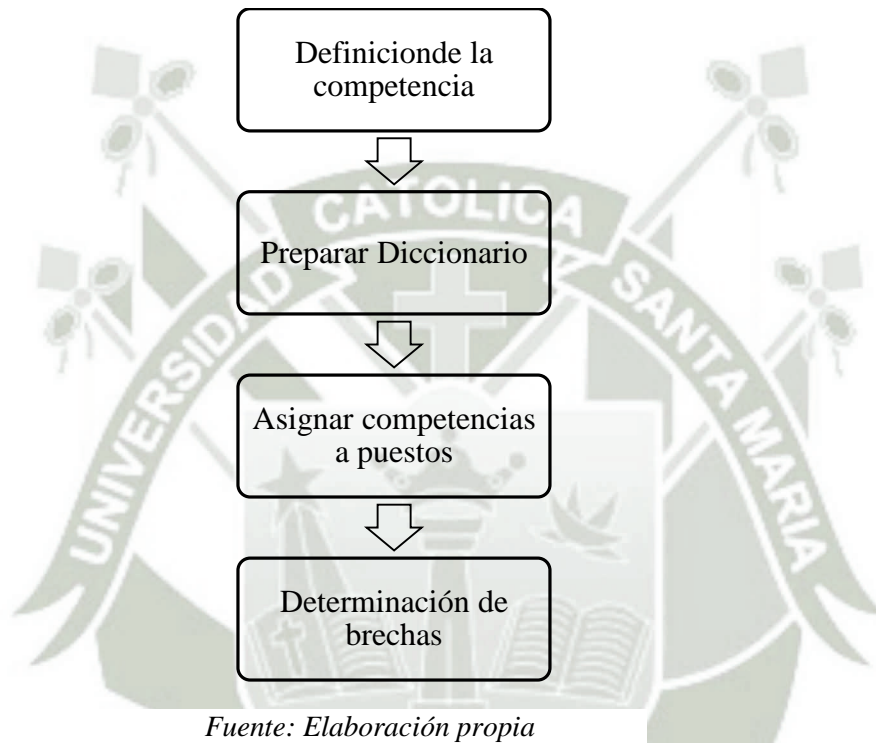 Definicionde la
competencia
CATOLICA
Preparar Diccionario
UNIVERSIDAD
SANTA MARIA
Asignar competencias
a puestos
Determinación de
brechas
Fuente: Elaboración propia